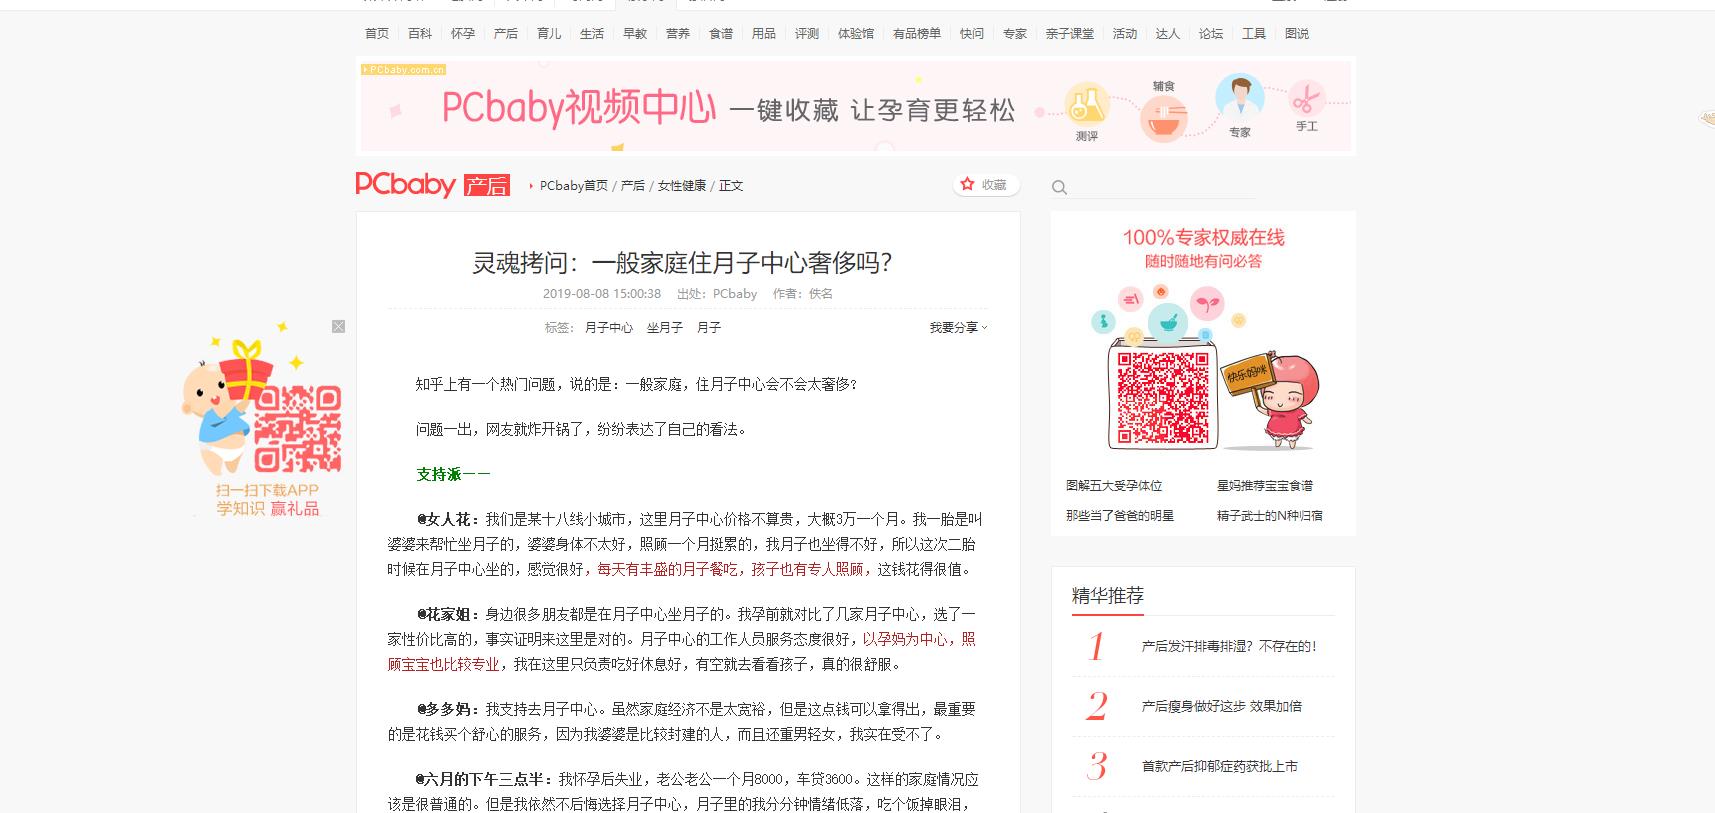 首页 百科 怀孕 产后 育儿 生活 早教 营养 食谱 用品 评测 体验馆 有品榜单 快问 专家 亲子课堂 活动 达人 论坛 工具 图说
PCbaby.com.cn
PCbaby视频中心 一键收藏 让孕育更轻松
测评
辅食
专家
手工
PCbaby 产后
PCbaby首页 / 产后 / 女性健康 / 正文
收藏
灵魂拷问：一般家庭住月子中心奢侈吗？
2019-08-08 15:00:38 出处：PCbaby 作者：佚名
标签： 月子中心 坐月子 月子
我要分享
知乎上有一个热门问题，说的是：一般家庭，住月子中心会不会太奢侈？
问题一出，网友就炸开锅了，纷纷表达了自己的看法。
支持派——
@女人花：我们是某十八线小城市，这里月子中心价格不算贵，大概3万一个月。我一胎是叫
婆婆来帮忙坐月子的，婆婆身体不太好，照顾一个月挺累的，我月子也坐得不好，所以这次二胎
时候在月子中心坐的，感觉很好，每天有丰盛的月子餐吃，孩子也有专人照顾，这钱花得很值。
@花家姐：身边很多朋友都是在月子中心坐月子的。我孕前就对比了几家月子中心，选了一
家性价比高的，事实证明来这里是对的。月子中心的工作人员服务态度很好，以孕妈为中心，照
顾宝宝也比较专业，我在这里只负责吃好休息好，有空就去看看孩子，真的很舒服。
@多多妈：我支持去月子中心。虽然家庭经济不是太宽裕，但是这点钱可以拿得出，最重要
的是花钱买个舒心的服务，因为我婆婆是比较封建的人，而且还重男轻女，我实在受不了。
@六月的下午三点半：我怀孕后失业，老公老公一个月8000，车贷3600。这样的家庭情况应
该是很普通的。但是我依然不后悔选择月子中心，月子里的我分分钟情绪低落，吃个饭掉眼泪，
扫一扫下载APP
学知识 赢礼品
100%专家权威在线
随时随地有问必答
快乐妈咪
图解五大受孕体位 星妈推荐宝宝食谱
那些当了爸爸的明星 精子武士的N种归宿
精华推荐
1 产后发汗排毒排湿？不存在的！
2 产后瘦身做好这步 效果加倍
3 首款产后抑郁症药获批上市